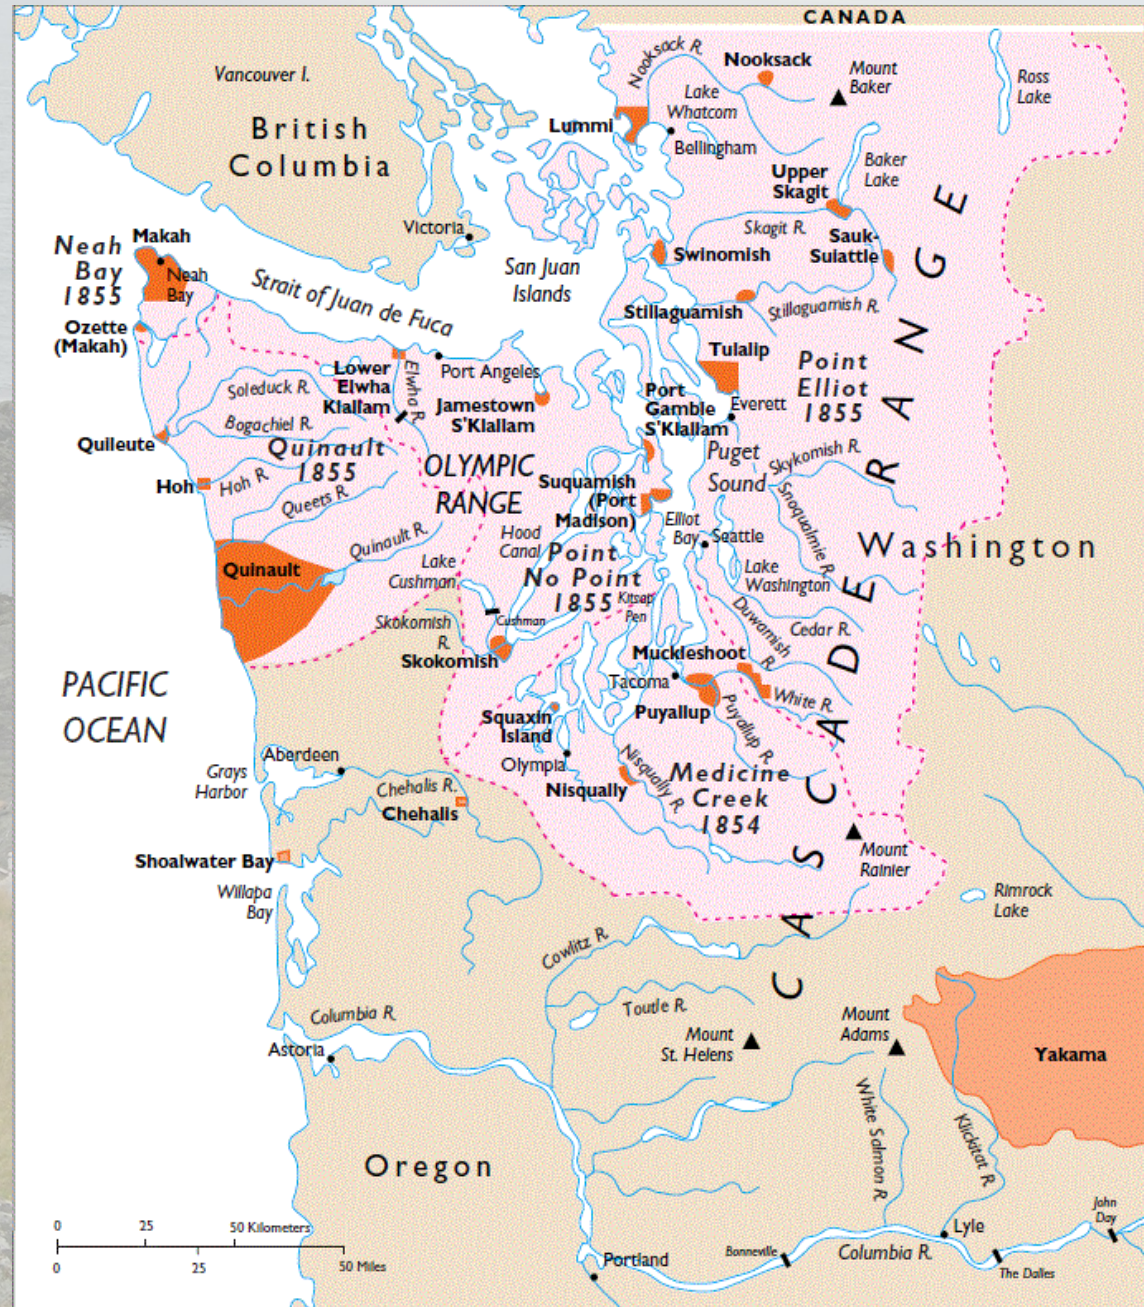 CANADA
Vancouver I.
British
Columbia
Nooksack R.
Nooksack
Mount
Baker
Ross
Lake
Lake
Whatcom
Lummi
Bellingham
Baker
Lake
Upper
Skagit
Skagit R.
Sauk-
Suiattle
Victoria
Swinomish
San Juan
Islands
Makah
Neah
Bay
1855
Neah
Bay
Strait of Juan de Fuca
Ozette
(Makah)
Stillaguamish
Stillaguamish R.
Tulalip
Point
Elliot
1855
Lower
Elwha
Klallam
Elwha R.
Port Angeles
Jamestown
S'Klallam
Port
Gamble
S'Klallam
Everett
Soleduck R.
Bogachiel R.
Quileute
Quinault
1855
Puget
Sound
Skykomish R.
Hoh
Hoh R.
OLYMPIC
RANGE
Queets R.
Suquamish
(Port
Madison)
Snoqualmie R.
Hood
Canal
Elliot
Bay
Seattle
Washington
Quinault R.
Quinault
Lake
Cushman
Point
No Point
1855
Kitsap
Pen
Lake
Washington
Cushman
Skokomish
R.
Skokomish
Duwamish
R.
Cedar R.
Muckleshoot
Tacoma
White R.
PACIFIC
OCEAN
Puyallup
Puyallup R.
Squaxin
Island
Olympia
Nisqually
Nisqually R.
Medicine
Creek
1854
Aberdeen
Grays
Harbor
Chehalis R.
Chehalis
Mount
Rainier
Shoalwater Bay
Willapa
Bay
Rimrock
Lake
CASCADE RANGE
Cowlitz R.
Toutle R.
Columbia R.
Astoria
Mount
St. Helens
Mount
Adams
Yakama
White Salmon R.
Klickitat R.
Oregon
0 25 50 Kilometers
0 25 50 Miles
Portland
Bonneville
Columbia R.
Lyle
The Dalles
John
Day